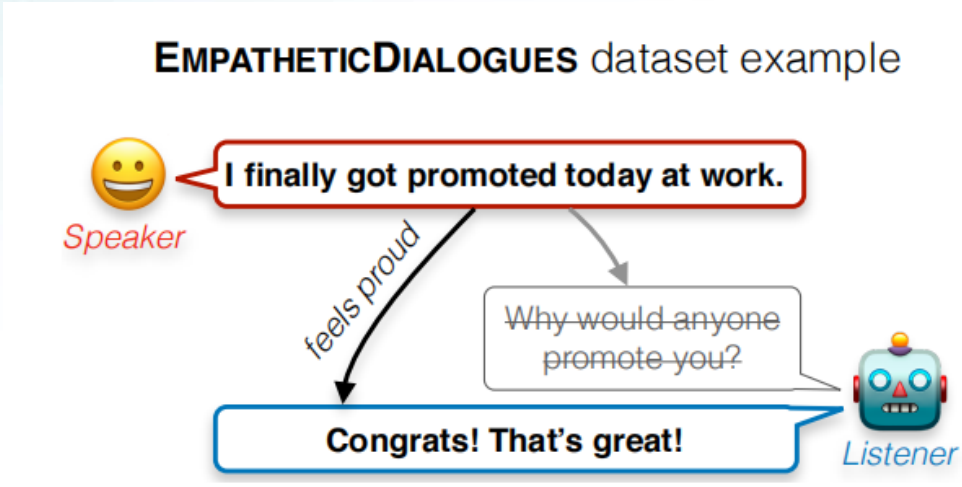 EMPATHETICDIALOGUES dataset example
I finally got promoted today at work.
Speaker
feels proud
Why would anyone
promote you?
Congrats! That's great!
Listener